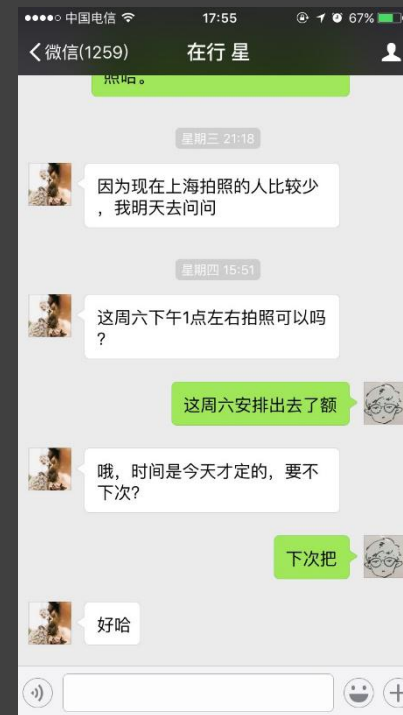 中国电信 17:55 67%
微信(1259) 在行 星
照哈。
星期三 21:18
因为现在上海拍照的人比较少
，我明天去问问
星期四 15:51
这周六下午1点左右拍照可以吗
?
这周六安排出去了额
哦，时间是今天才定的，要不
下次?
下次把
好哈